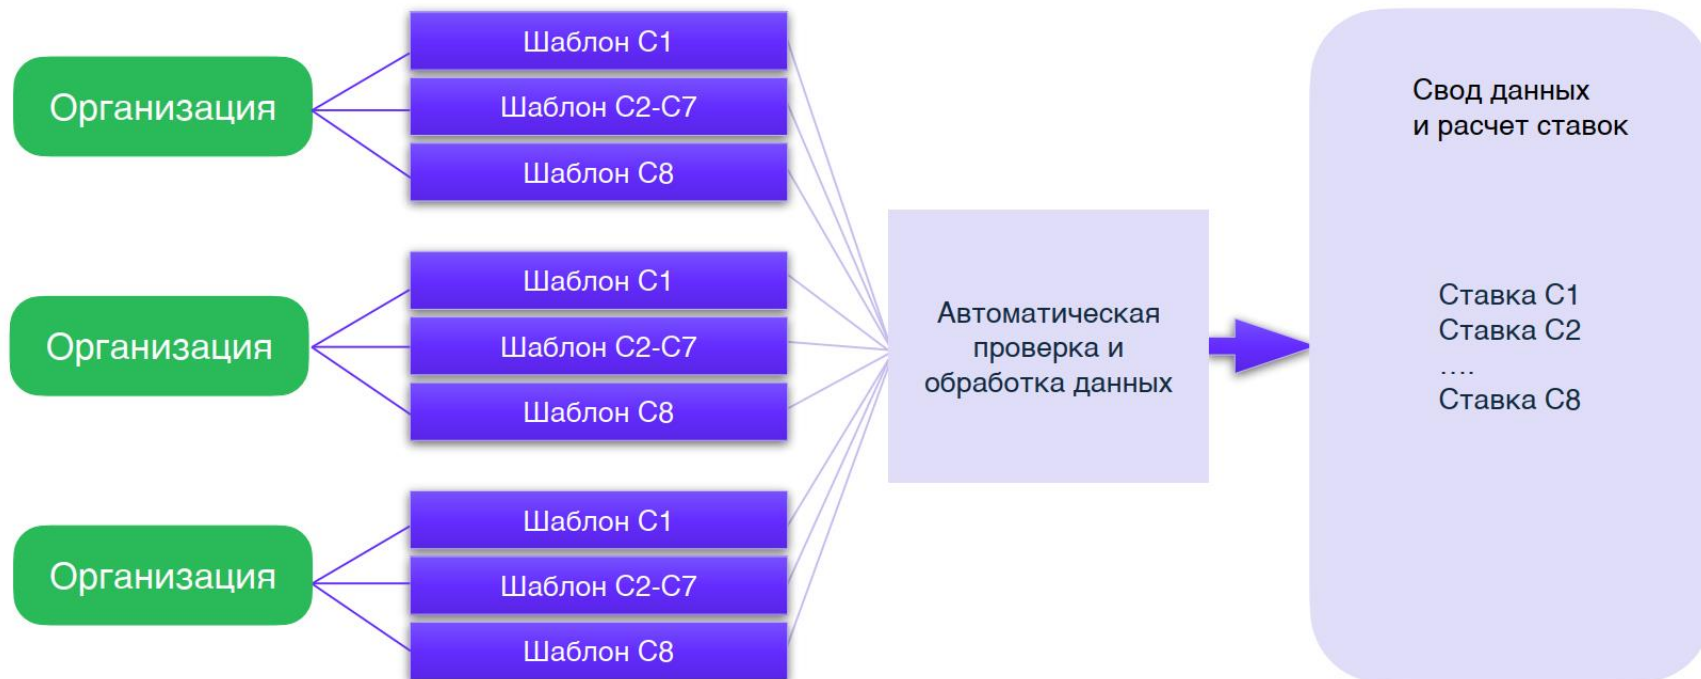 Организация
Шаблон С1
Шаблон С2-С7
Шаблон С8
Организация
Шаблон С1
Шаблон С2-С7
Шаблон С8
Организация
Шаблон С1
Шаблон С2-С7
Шаблон С8
Автоматическая
проверка и
обработка данных
Свод данных
и расчет ставок
Ставка С1
Ставка С2
....
Ставка С8